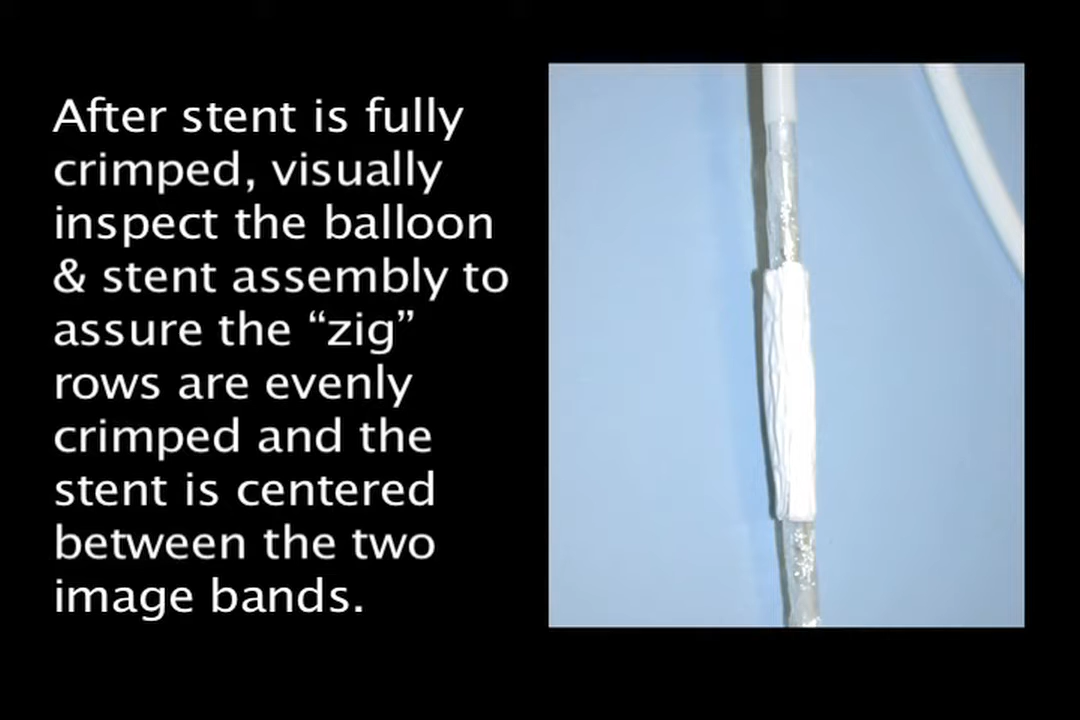 After stent is fully
crimped, visually
inspect the balloon
& stent assembly to
assure the “zig”
rows are evenly
crimped and the
stent is centered
between the two
image bands.